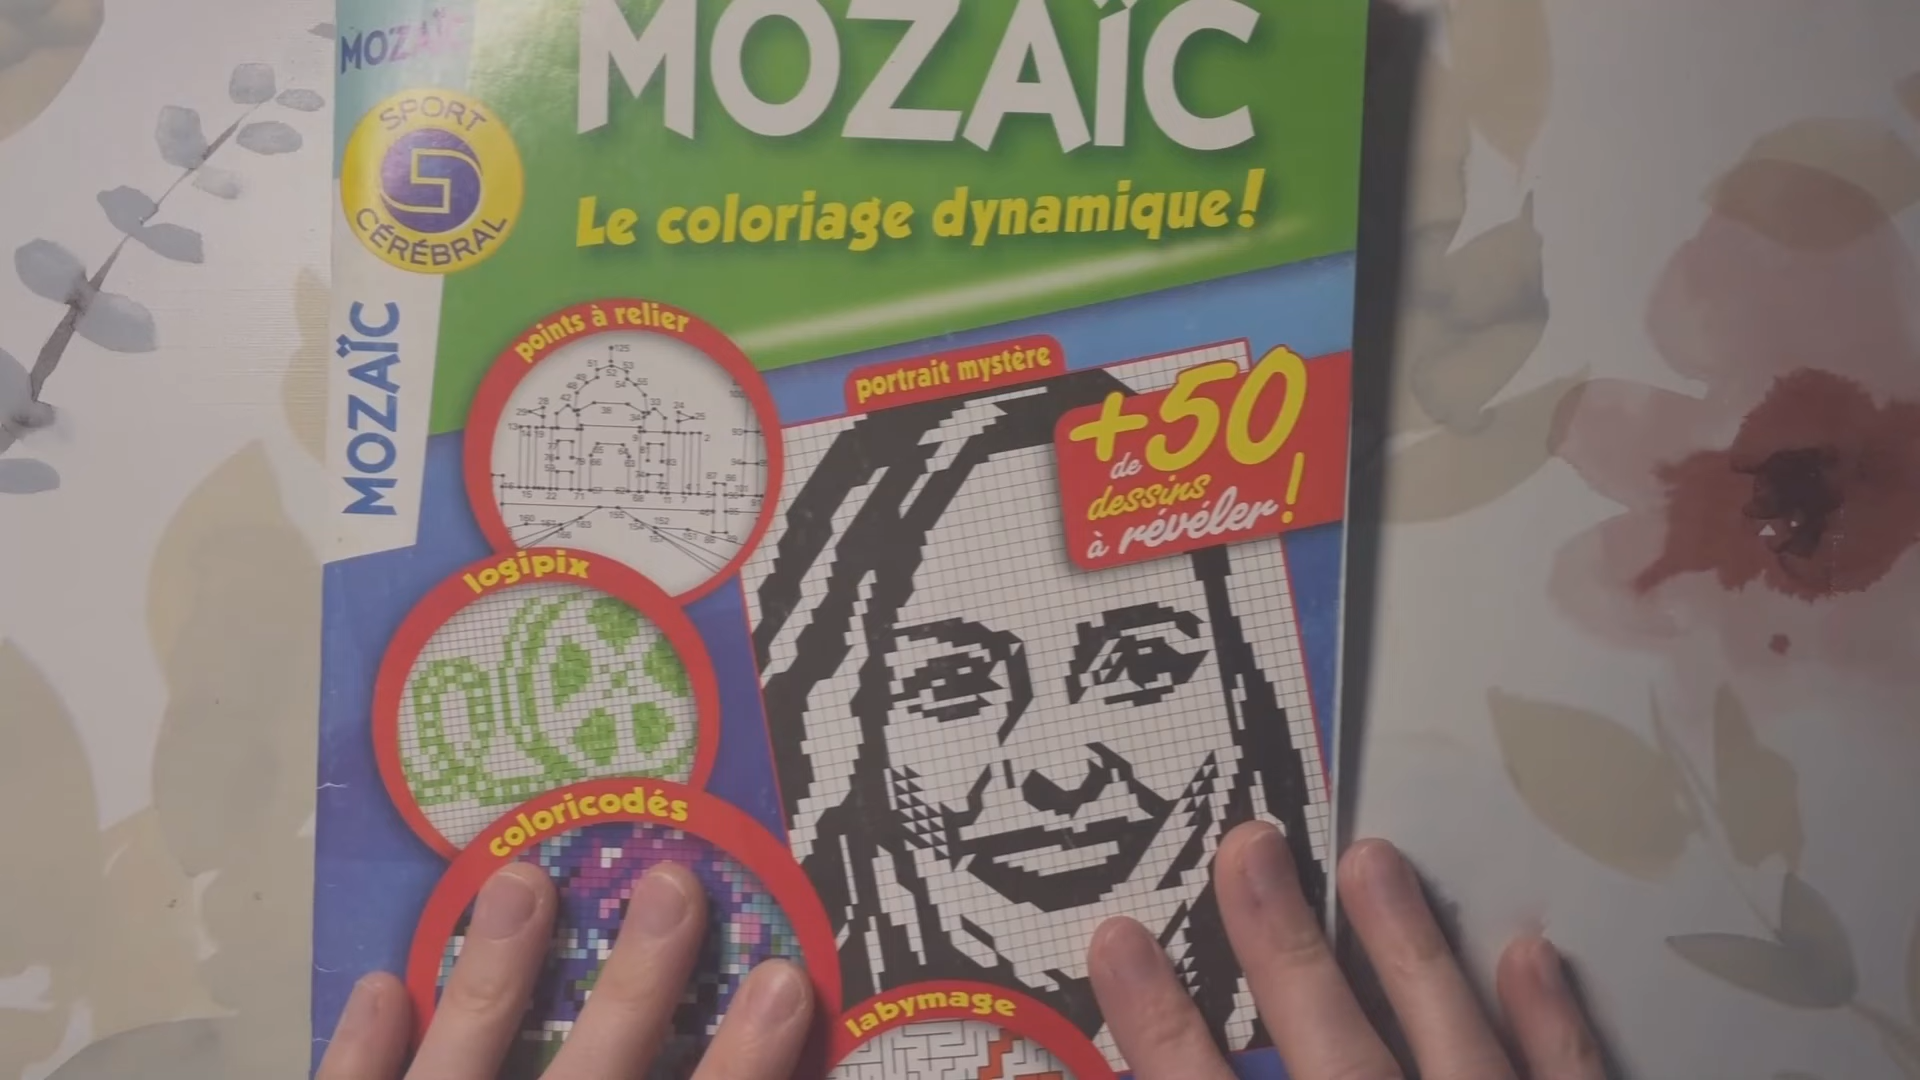 MOZAÏC
MOZAÏC
SPORT
CÉRÉBRAL
Le coloriage dynamique!
MOZAÏC
points à relier
portrait mystère
+50
de
dessins
à révéler!
logipix
coloricodés
labymage